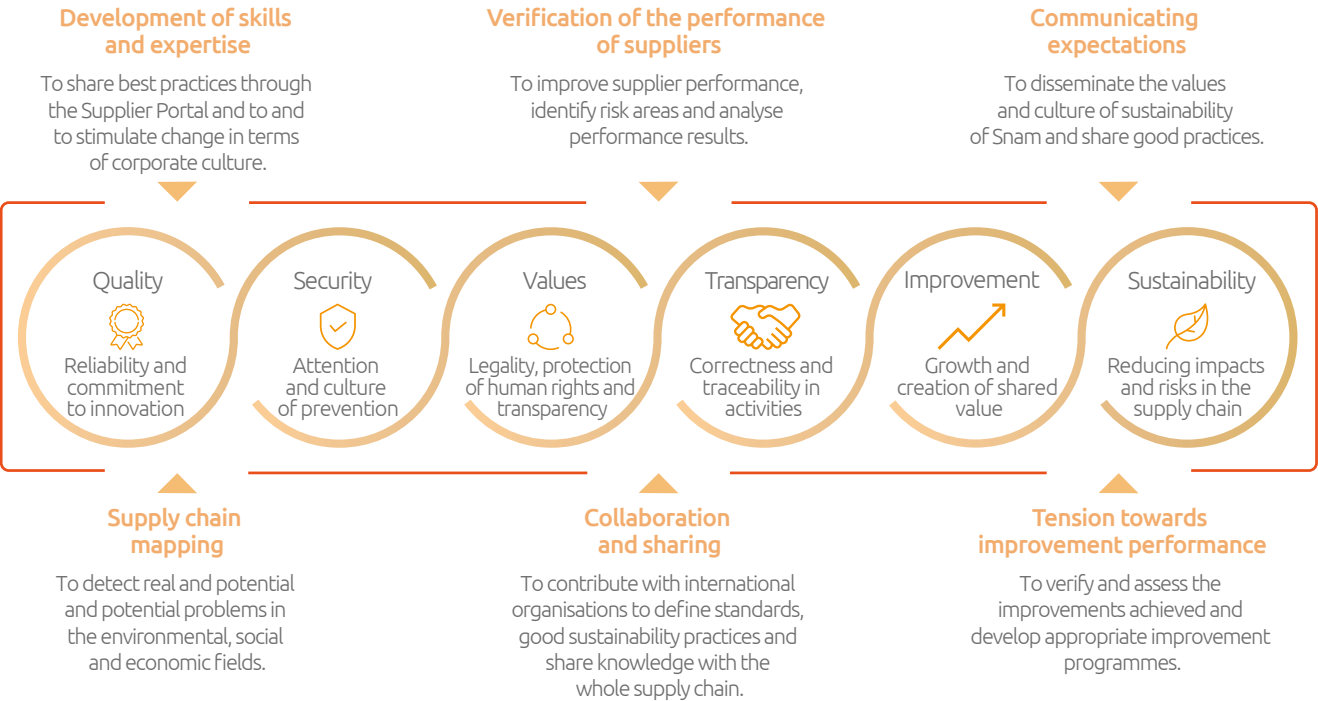 Development of skills
and expertise
To share best practices through
the Supplier Portal and to and
to stimulate change in terms
of corporate culture.
Verification of the performance
of suppliers
To improve supplier performance,
identify risk areas and analyse
performance results.
Communicating
expectations
To disseminate the values
and culture of sustainability
of Snam and share good practices.
Quality
Reliability and
commitment
to innovation
Security
Attention
and culture
of prevention
Values
Legality, protection
of human rights and
transparency
Transparency
Correctness and
traceability in
activities
Improvement
Growth and
creation of shared
value
Sustainability
Reducing impacts
and risks in the
supply chain
Supply chain
mapping
To detect real and potential
and potential problems in
the environmental, social
and economic fields.
Collaboration
and sharing
To contribute with international
organisations to define standards,
good sustainability practices and
share knowledge with the
whole supply chain.
Tension towards
improvement performance
To verify and assess the
improvements achieved and
develop appropriate improvement
programmes.